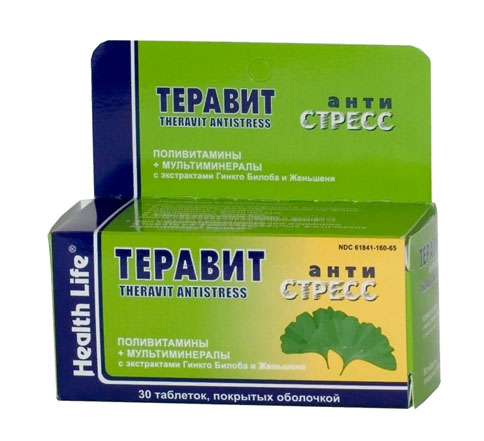 ТЕРАВИТ
THERAVIT ANTISTRESS
анти
СТРЕСС
ПОЛИВИТАМИНЫ
+ МУЛЬТИМИНЕРАЛЫ
с экстрактами Гинкго Билоба и Женьшеня
Health Life®
NDC 61841-160-65
ТЕРАВИТ
THERAVIT ANTISTRESS
анти
СТРЕСС
ПОЛИВИТАМИНЫ
+ МУЛЬТИМИНЕРАЛЫ
с экстрактами Гинкго Билоба и Женьшеня
30 таблеток, покрытых оболочкой